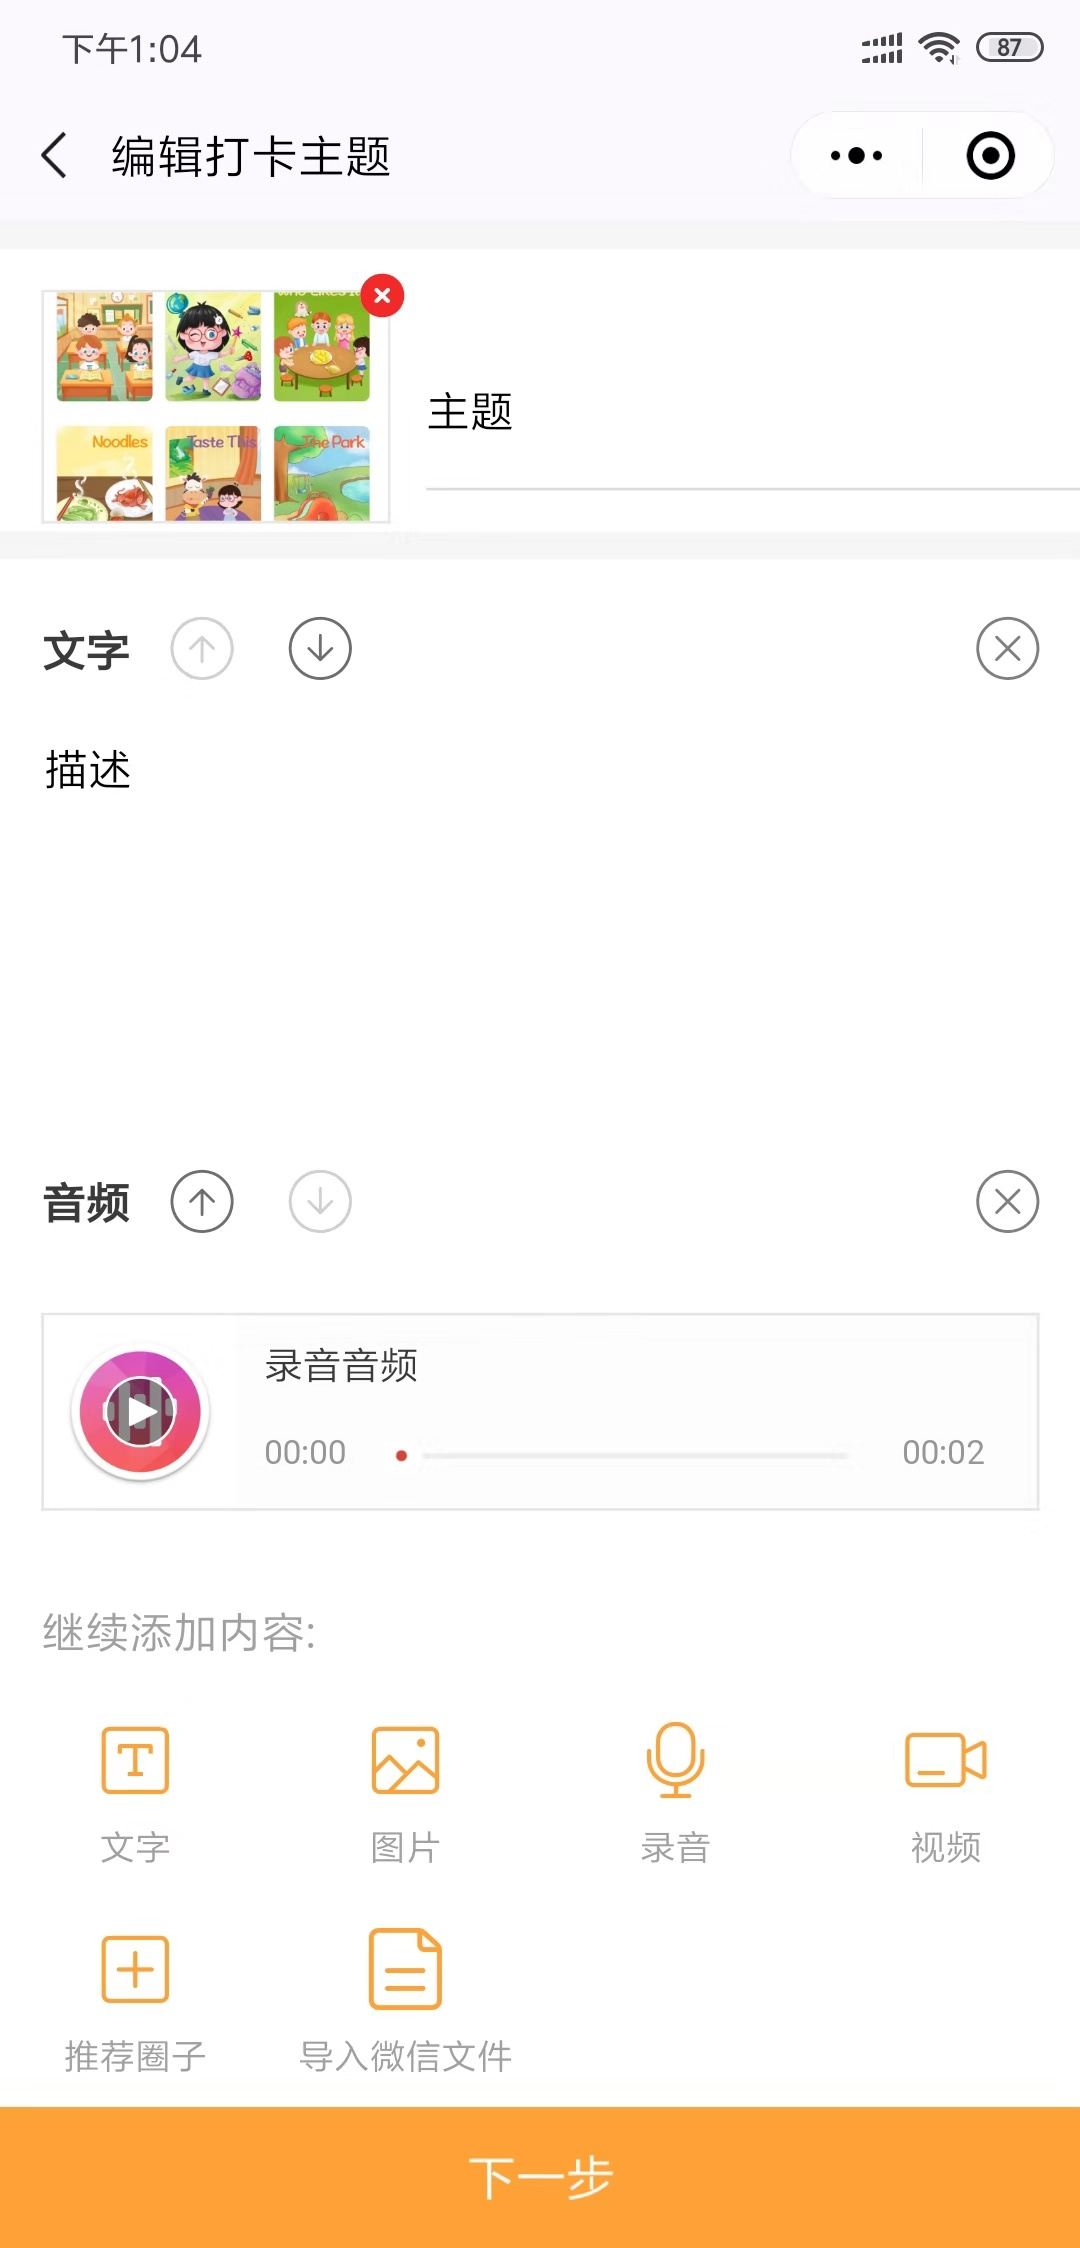 下午1:04
87
编辑打卡主题
主题
Noodles
Taste This
The Park
文字
描述
音频
录音音频
00:00
00:02
继续添加内容:
文字
图片
录音
视频
推荐圈子
导入微信文件
下一步